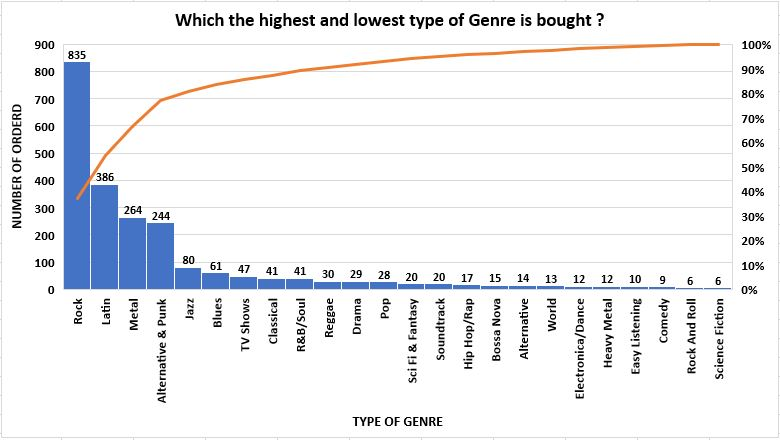 Which the highest and lowest type of Genre is bought ?
NUMBER OF ORDERD
900
800
700
600
500
400
300
200
100
0
835
386
264
244
80
61
47
41
41
30
29
28
20
20
17
15
14
13
12
12
10
9
6
6
100%
90%
80%
70%
60%
50%
40%
30%
20%
10%
0%
Rock
Latin
Metal
Alternative & Punk
Jazz
Blues
TV Shows
Classical
R&B/Soul
Reggae
Drama
Pop
Sci Fi & Fantasy
Soundtrack
Hip Hop/Rap
Bossa Nova
Alternative
World
Electronica/Dance
Heavy Metal
Easy Listening
Comedy
Rock And Roll
Science Fiction
TYPE OF GENRE